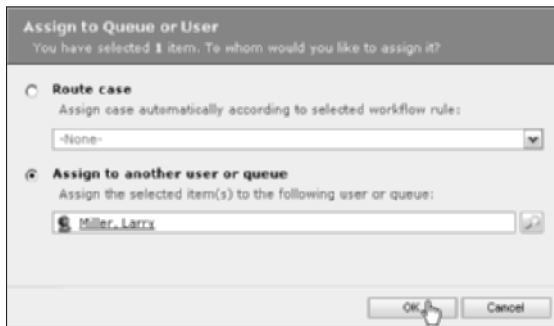 Assign to Queue or User
You have selected 1 item. To whom would you like to assign it?
Route case
Assign case automatically according to selected workflow rule:
-None-
Assign to another user or queue
Assign the selected item(s) to the following user or queue:
Miller, Larry
OK
Cancel